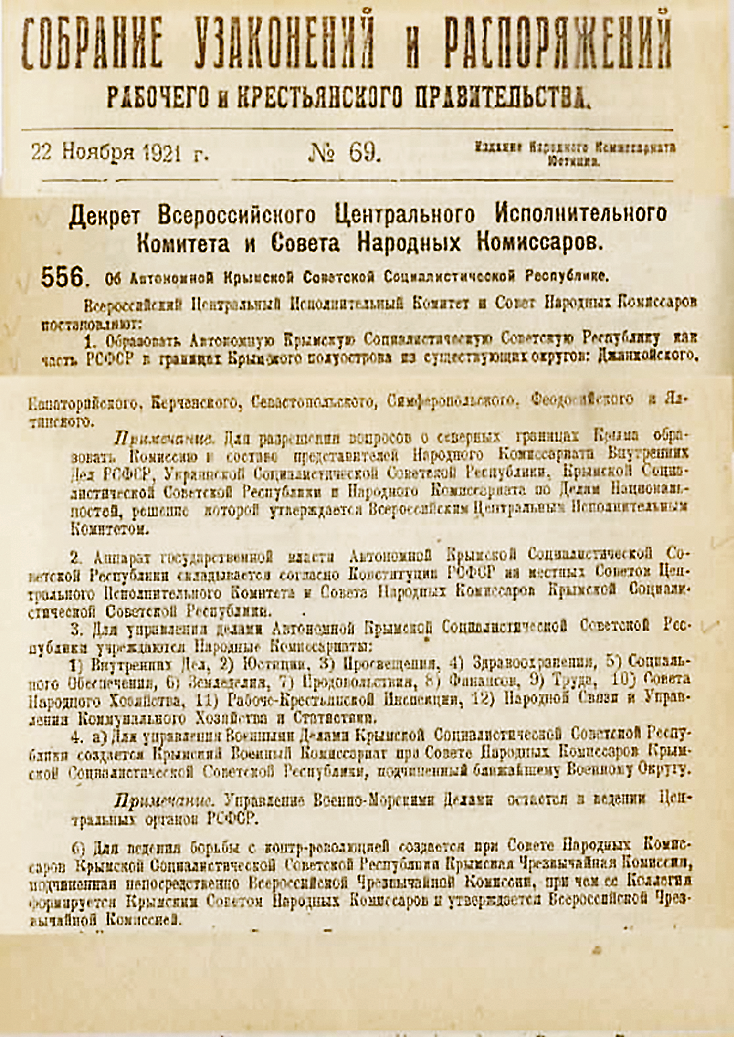 СОБРАНИЕ УЗАКОНЕНИЙ и РАСПОРЯЖЕНИЙ
РАБОЧЕГО и КРЕСТЬЯНСКОГО ПРАВИТЕЛЬСТВА.
22 Ноября 1921 г.
№ 69.
Издание Народного Комиссариата
Юстиции.
Декрет Всероссийского Центрального Исполнительного
Комитета и Совета Народных Комиссаров.
556. Об Автономной Крымской Советской Социалистической Республике.
Всероссийский Центральный Исполнительный Комитет и Совет Народных Комиссаров
постановляют:
1. Образовать Автономную Крымскую Социалистическую Советскую Республику как
часть РСФСР в границах Крымского полуострова из существующих округов: Джанкойского,
Евпаторийского, Керченского, Севастопольского, Симферопольского, Феодосийского и Ял-
тинского.
Примечание. Для разрешения вопросов о северных границах Крыма обра-
зовать Комиссию в составе представителей Народного Комиссариата Внутренних
Дел РСФСР, Украинской Социалистической Советской Республики, Крымской Социа-
листической Советской Республики и Народного Комиссариата по Делам Националь-
ностей, решение которой утверждается Всероссийским Центральным Исполнительным
Комитетом.
2. Аппарат государственной власти Автономной Крымской Социалистической Со-
ветской Республики складывается согласно Конституции РСФСР из местных Советом Цен-
трального Исполнительного Комитета и Совета Народных Комиссаров Крымской Социали-
стической Советской Республики.
3. Для управления делами Автономной Крымской Социалистической Советской Рес-
публики учреждаются Народные Комиссариаты:
1) Внутренних Дел, 2) Юстиции, 3) Просвещения, 4) Здравоохранения, 5) Социаль-
ного Обеспечения, 6) Земледелия, 7) Продовольствия, 8) Финансов, 9) Труда, 10) Совета
Народного Хозяйства, 11) Рабоче-Крестьянской Инспекции, 12) Народной Связи и Управ-
ления Коммунального Хозяйства и Статистики.
4. а) Для управления Военными Делами Крымской Социалистической Советской Респу-
блики создается Крымский Военный Комиссариат при Совете Народных Комиссаров Крым-
ской Социалистической Советской Республики, подчиненный ближайшему Военному Округу.
Примечание. Управление Военно-Морскими Делами остается в ведении Цен-
тральных органов РСФСР.
б) Для ведения борьбы с контр-революцией создается при Совете Народных Комис-
саров Крымской Социалистической Советской Республики Крымская Чрезвычайная Комиссия,
подчиненная непосредственно Всероссийской Чрезвычайной Комиссии, при чем ее Коллегия
формируется Крымским Советом Народных Комиссаров и утверждается Всероссийской Чрез-
вычайной Комиссией.